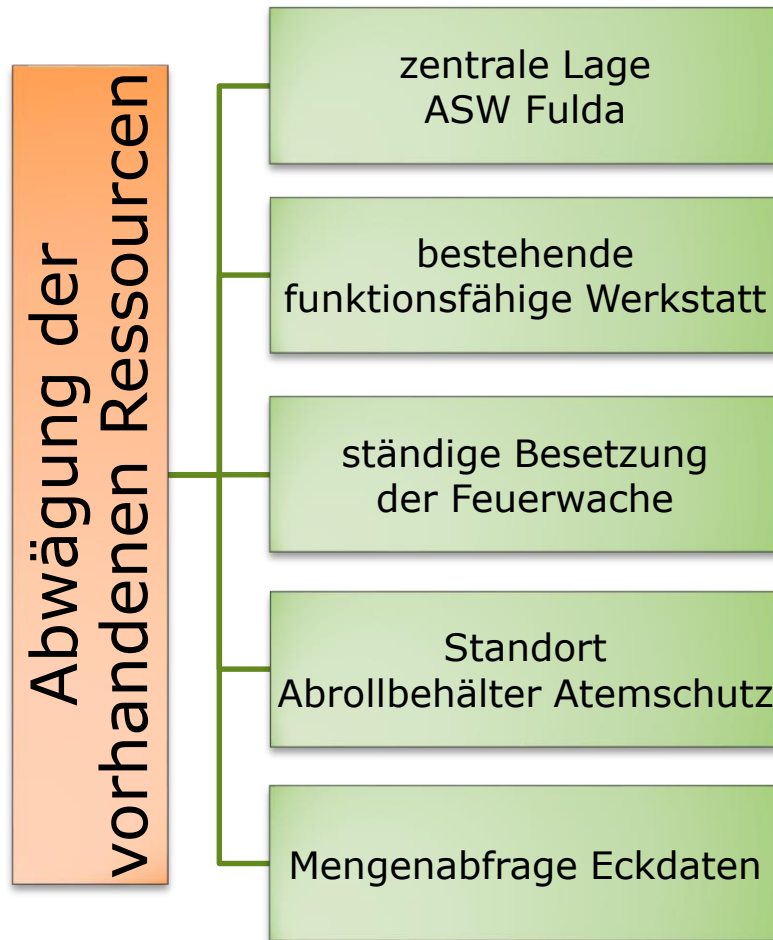 Abwägung der
vorhandenen Ressourcen
zentrale Lage
ASW Fulda
bestehende
funktionsfähige Werkstatt
ständige Besetzung
der Feuerwache
Standort
Abrollbehälter Atemschutz
Mengenabfrage Eckdaten